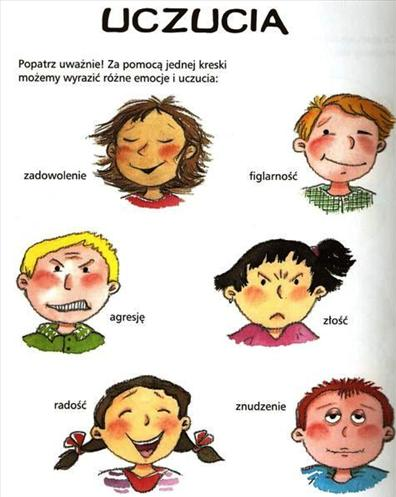 UCZUCIA
Popatrz uważnie! Za pomocą jednej kreski
możemy wyrazić różne emocje i uczucia:
zadowolenie
figlarność
agresję
złość
radość
znudzenie